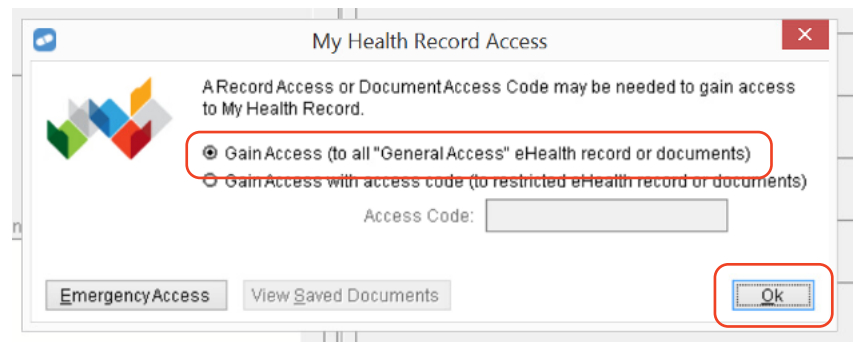 My Health Record Access
A Record Access or Document Access Code may be needed to gain access
to My Health Record.
Gain Access (to all "General Access" eHealth record or documents)
Gain Access with access code (to restricted eHealth record or documents)
Access Code:
Emergency Access
View Saved Documents
Ok